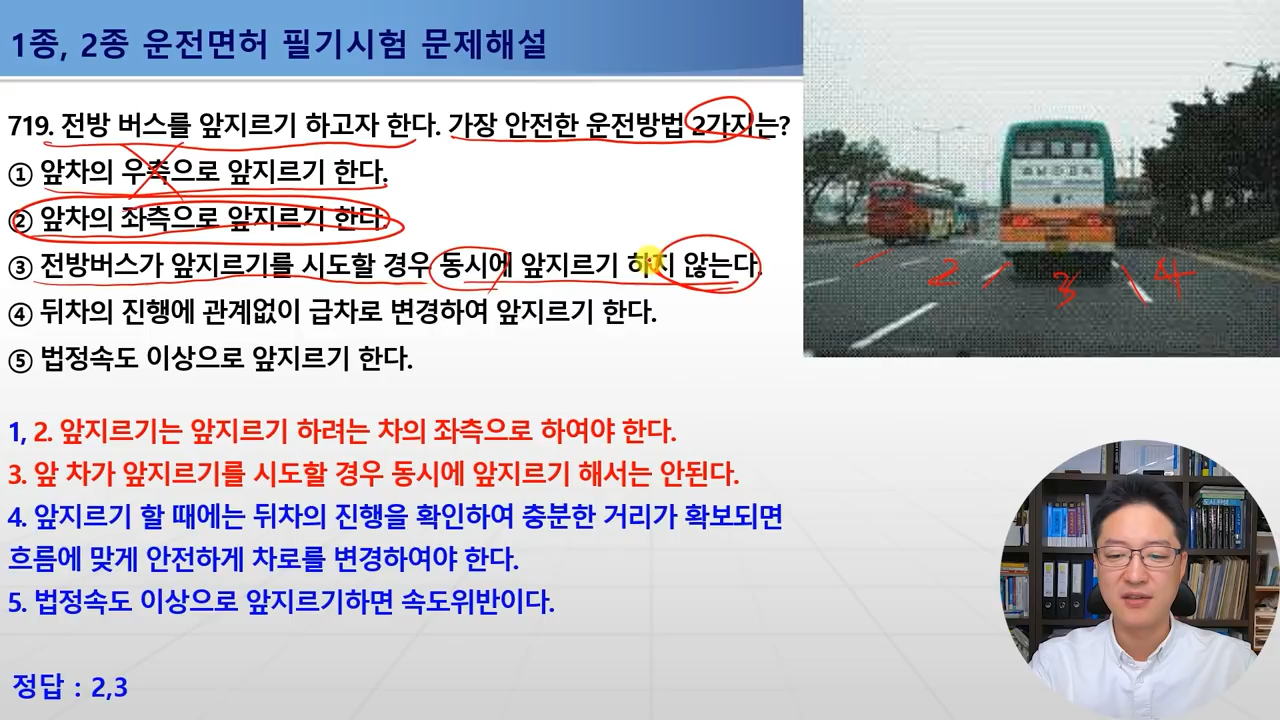 1종, 2종 운전면허 필기시험 문제해설
719. 전방 버스를 앞지르기 하고자 한다. 가장 안전한 운전방법 2가지는?
① 앞차의 우측으로 앞지르기 한다.
② 앞차의 좌측으로 앞지르기 한다.
③ 전방버스가 앞지르기를 시도할 경우 동시에 앞지르기 하지 않는다.
④ 뒤차의 진행에 관계없이 급차로 변경하여 앞지르기 한다.
⑤ 법정속도 이상으로 앞지르기 한다.
2 3 4
1, 2. 앞지르기는 앞지르기 하려는 차의 좌측으로 하여야 한다.
3. 앞 차가 앞지르기를 시도할 경우 동시에 앞지르기 해서는 안된다.
4. 앞지르기 할 때에는 뒤차의 진행을 확인하여 충분한 거리가 확보되면
흐름에 맞게 안전하게 차로를 변경하여야 한다.
5. 법정속도 이상으로 앞지르기하면 속도위반이다.
정답 : 2,3